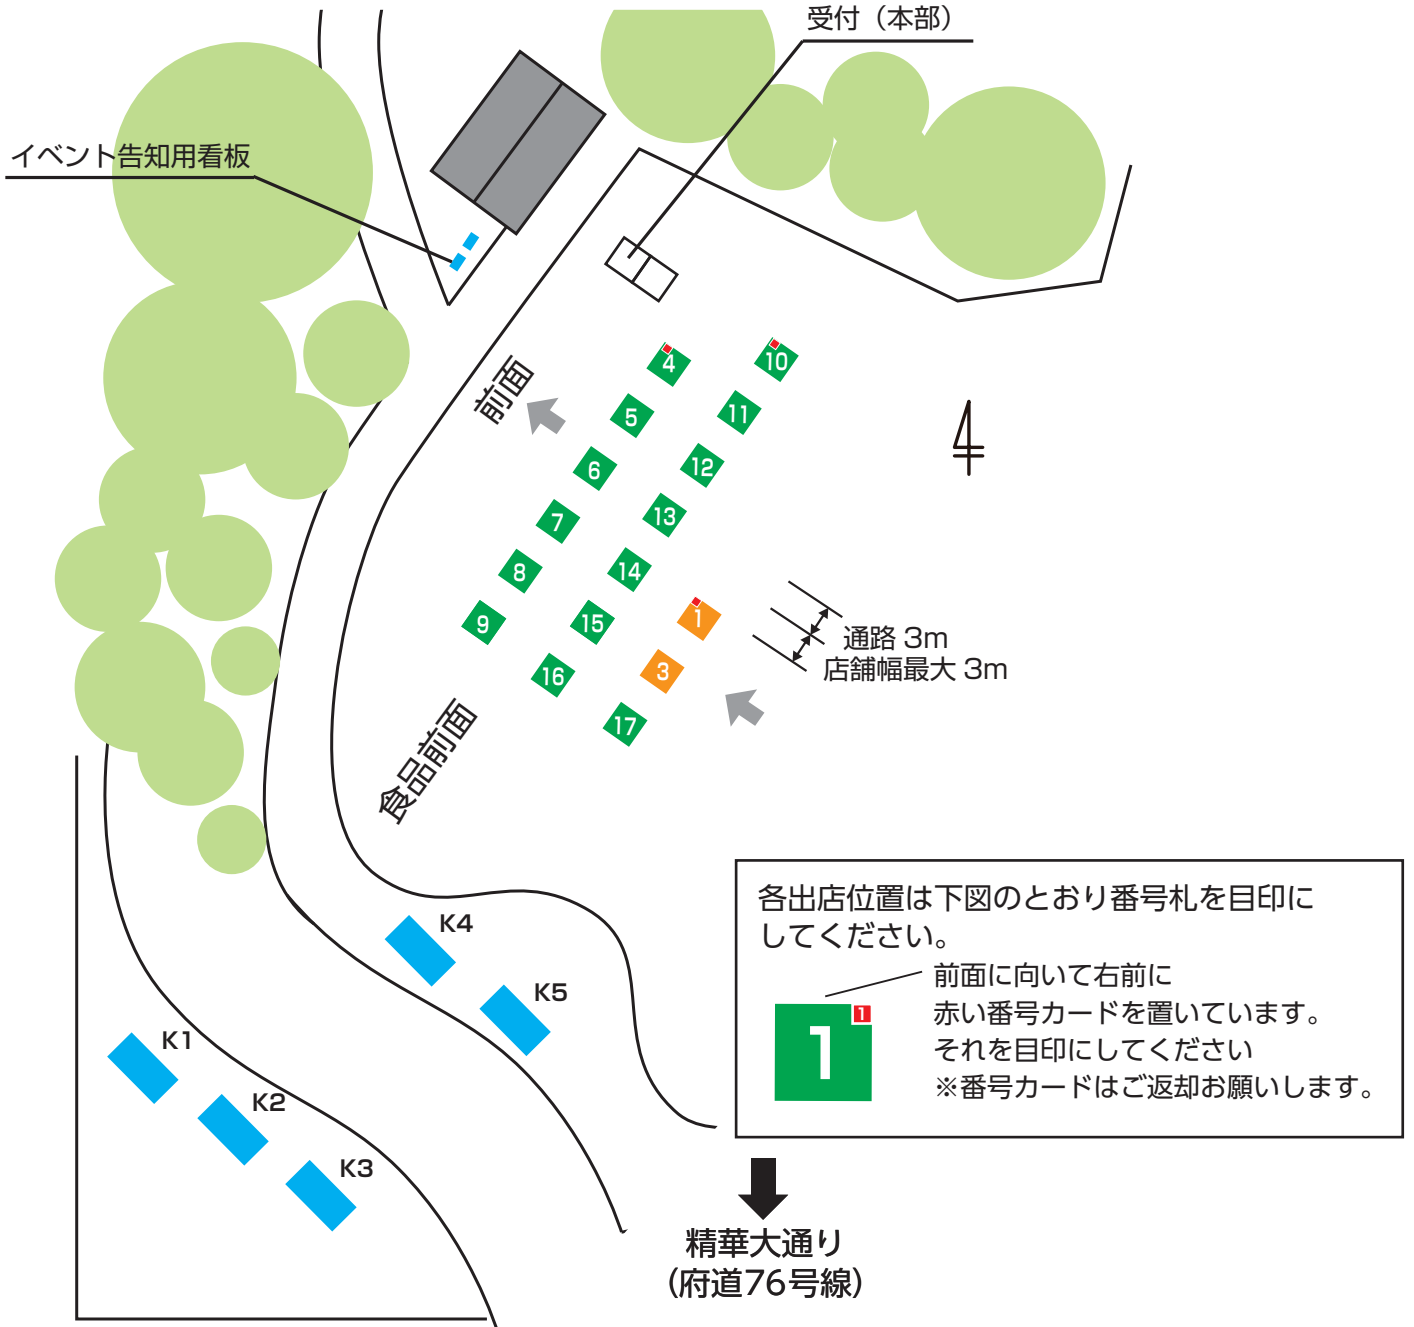 受付（本部）
イベント告知用看板
前面
4
10
5
11
6
12
7
13
8
14
9
15
1
16
3
17
通路 3m
店舗幅最大 3m
食品前面
K4
K5
K1
K2
K3
各出店位置は下図のとおり番号札を目印に
してください。
前面に向いて右前に
赤い番号カードを置いています。
それを目印にしてください
※番号カードはご返却お願いします。
1
1
精華大通り
（府道76号線）